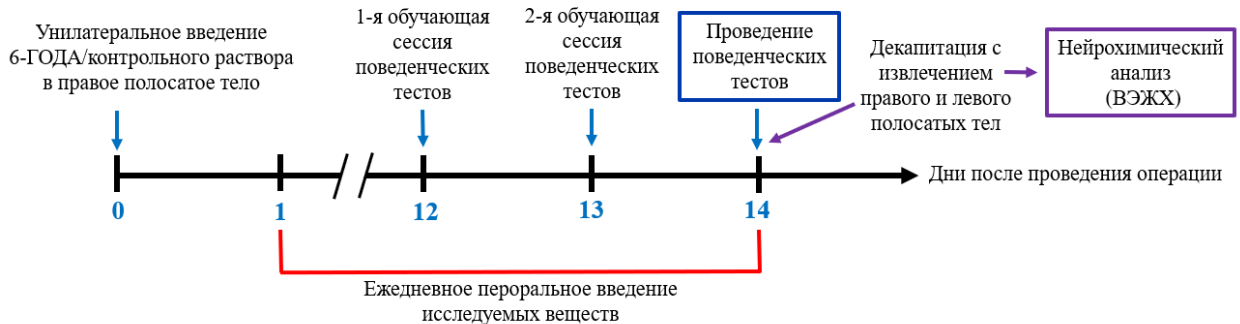 Унилатеральное введение
6-ГОДА/контрольного раствора
в правое полосатое тело
1-я обучающая
сессия
поведенческих
тестов
2-я обучающая
сессия
поведенческих
тестов
Проведение
поведенческих
тестов
Декапитация с
извлечением
правого и левого
полосатых тел
Нейрохимический
анализ
(ВЭЖХ)
Дни после проведения операции
0
1
12
13
14
Ежедневное пероральное введение
исследуемых веществ